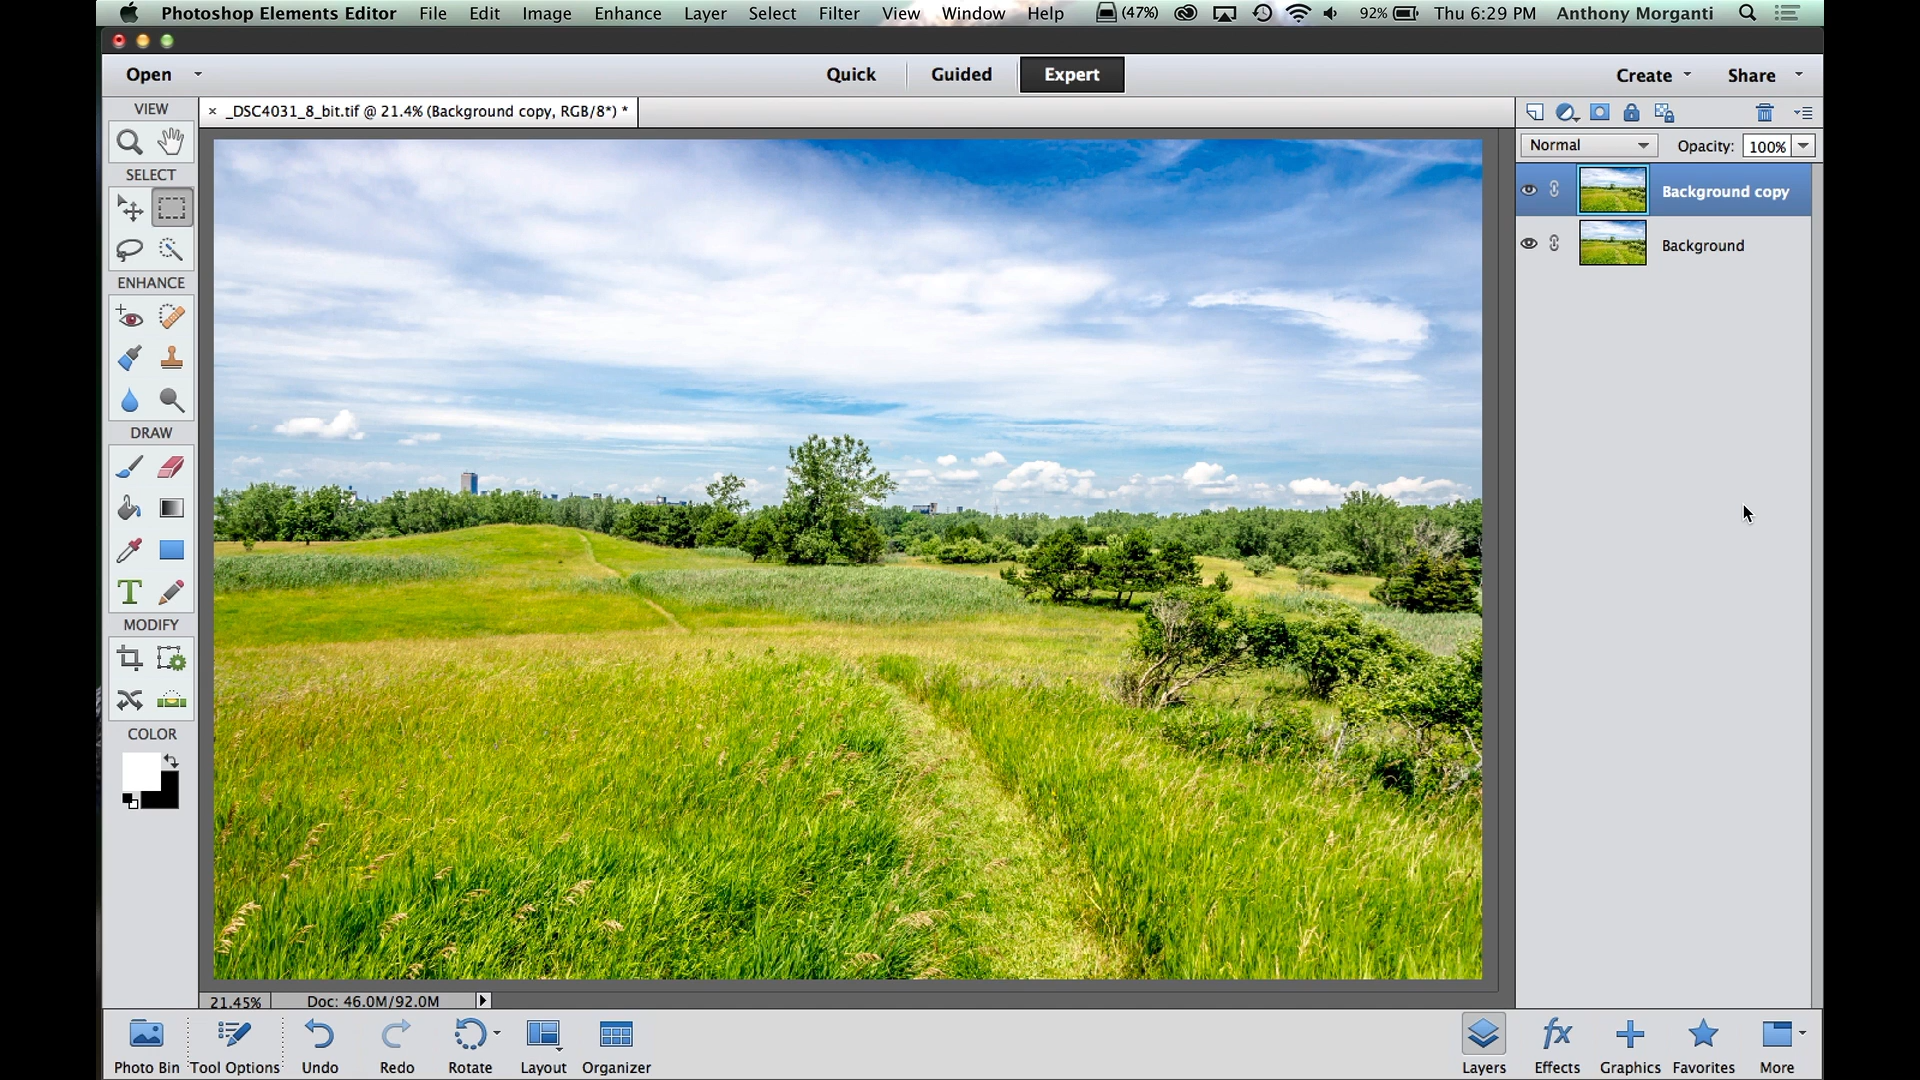 Photoshop Elements Editor File Edit Image Enhance Layer Select Filter View Window Help (47%) 92% Thu 6:29 PM Anthony Morganti
Open Quick Guided Expert Create Share
VIEW
_DSC4031_8_bit.tif @ 21.4% (Background copy, RGB/8*) *
Normal Opacity: 100%
SELECT
Background copy
Background
ENHANCE
DRAW
T
MODIFY
COLOR
21.45% Doc: 46.0M/92.0M
fx
Photo Bin Tool Options Undo Redo Rotate Layout Organizer Layers Effects Graphics Favorites More